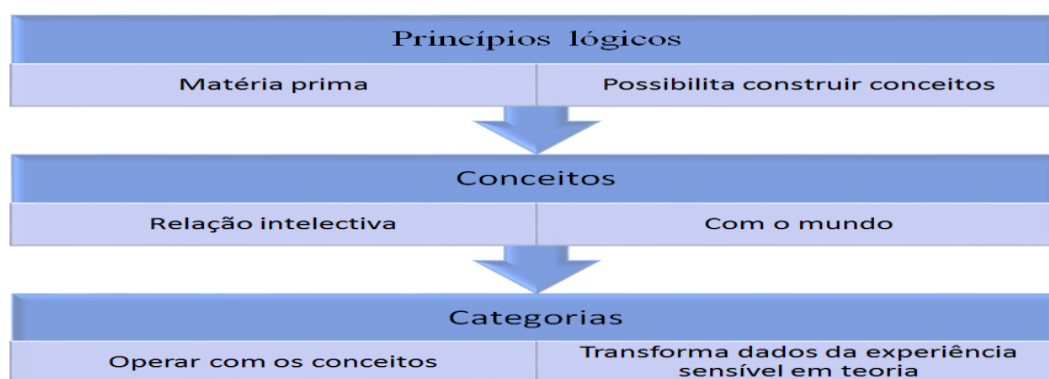 Princípios lógicos
Matéria prima
Possibilita construir conceitos
Conceitos
Relação intelectiva
Com o mundo
Categorias
Operar com os conceitos
Transforma dados da experiência
sensível em teoria